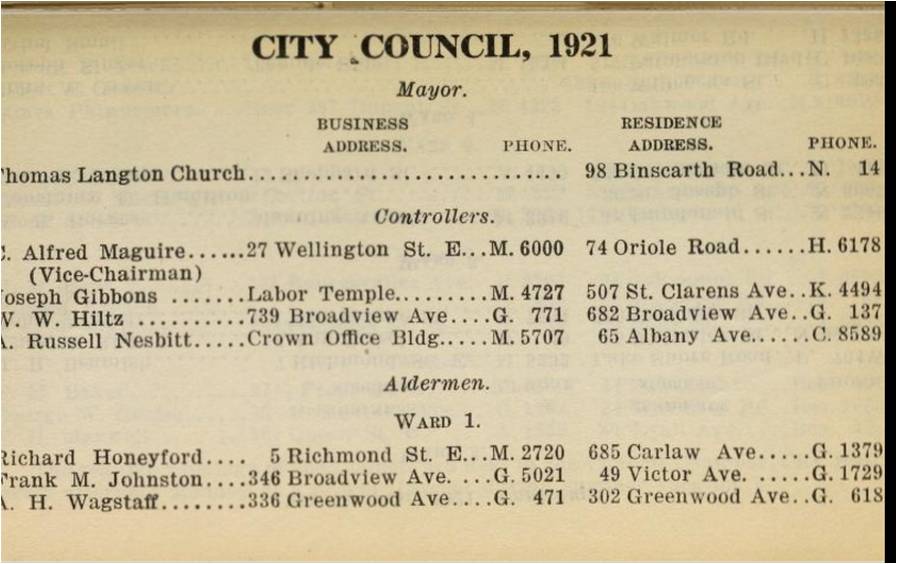 CITY COUNCIL, 1921
Mayor.
BUSINESS RESIDENCE
ADDRESS. PHONE. ADDRESS. PHONE.
homas Langton Church.............................. 98 Binscarth Road...N. 14
Controllers.
. Alfred Maguire......27 Wellington St. E...M. 6000 74 Oriole Road......H. 6178
(Vice-Chairman)
oseph Gibbons .......Labor Temple.........M. 4727 507 St. Clarens Ave..K. 4494
W. W. Hiltz ..........739 Broadview Ave....G. 771 682 Broadview Ave..G. 137
. Russell Nesbitt.....Crown Office Bldg....M. 5707 65 Albany Ave......C. 8589
Aldermen.
WARD 1.
Richard Honeyford.... 5 Richmond St. E...M. 2720 685 Carlaw Ave.....G. 1379
Frank M. Johnston....346 Broadview Ave. ....G. 5021 49 Victor Ave. ......G. 1729
. H. Wagstaff........336 Greenwood Ave....G. 471 302 Greenwood Ave..G. 618